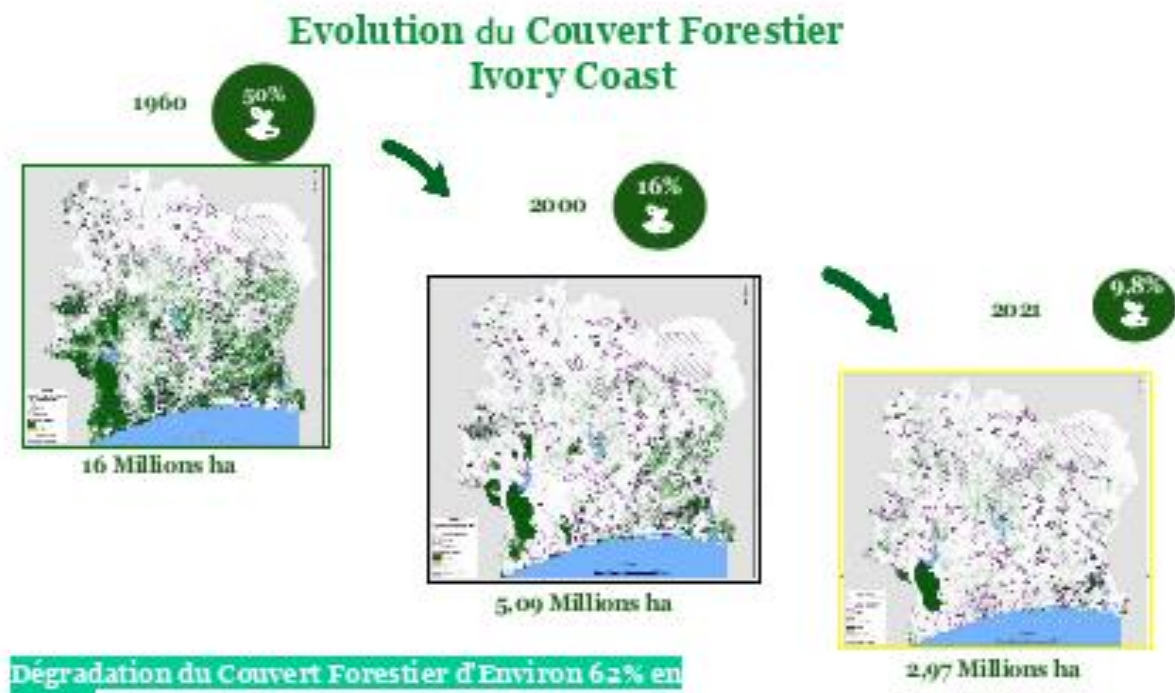 Evolution du Couvert Forestier
Ivory Coast
1960
50%
16 Millions ha
2000
16%
5,09 Millions ha
2021
9,8%
2,97 Millions ha
Dégradation du Couvert Forestier d'Environ 62% en